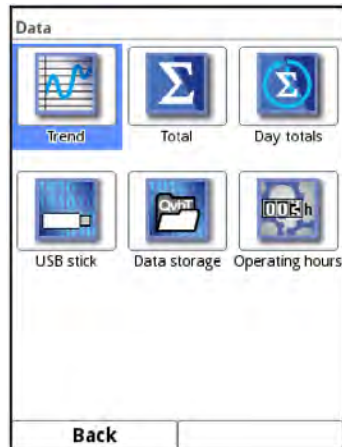 Data
Trend
Total
Day totals
USB stick
Data storage
Operating hours
Back